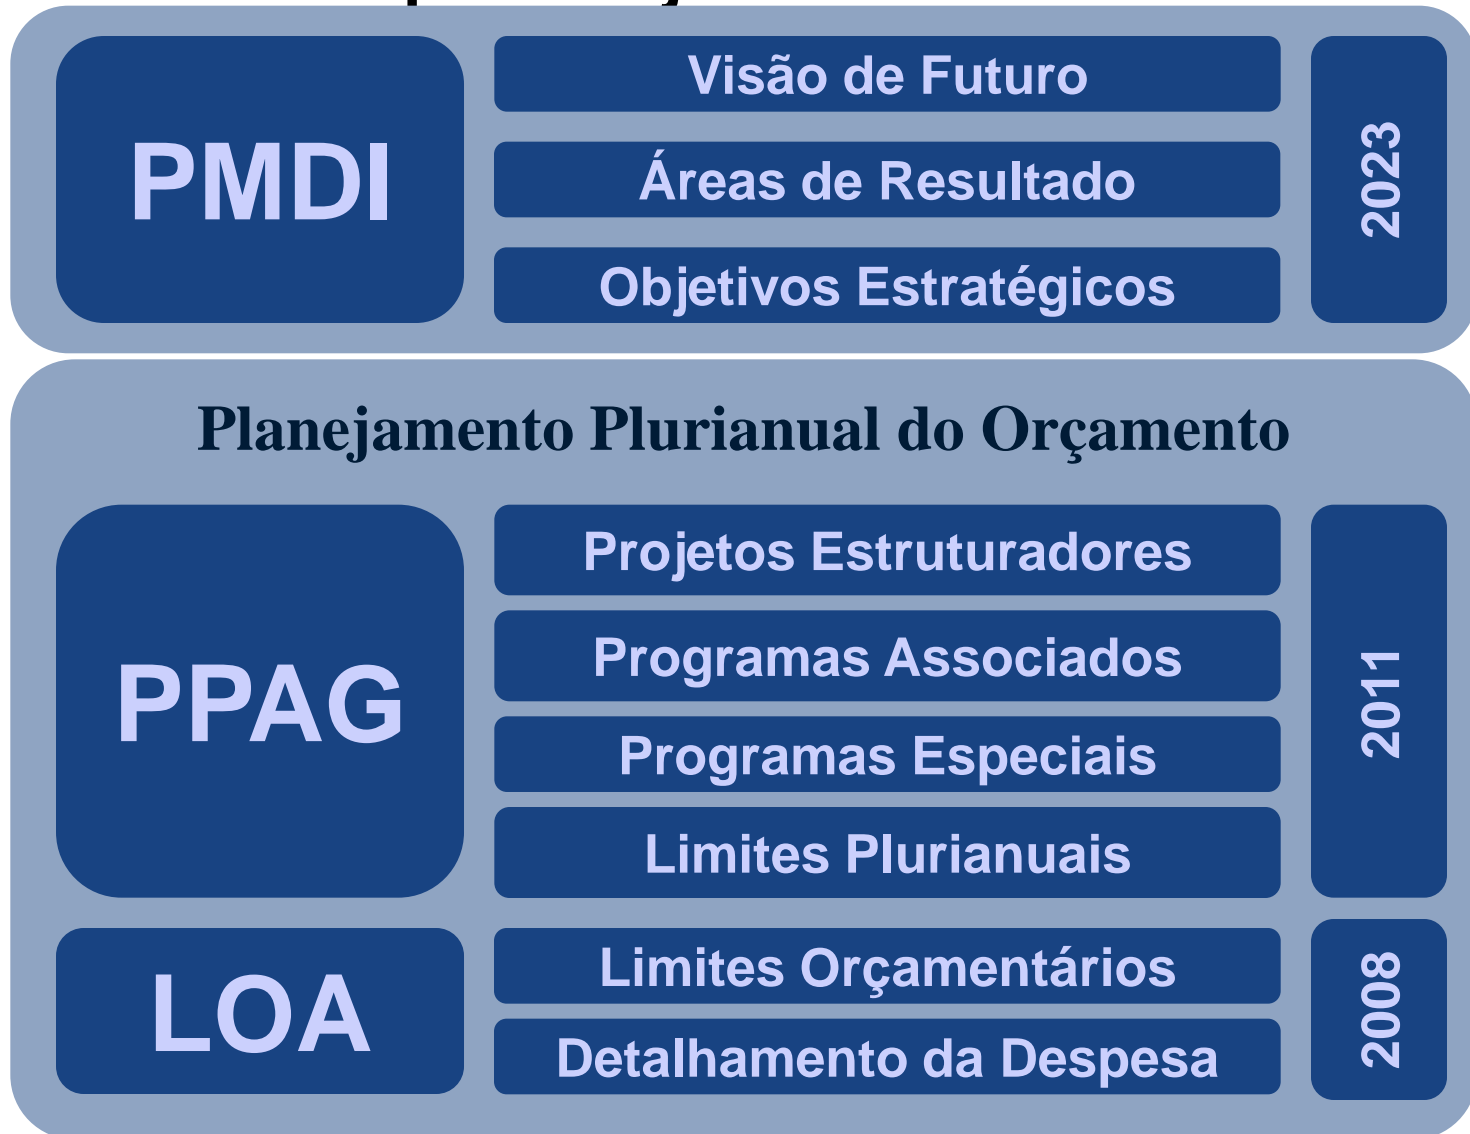 PMDI
Visão de Futuro
Áreas de Resultado
Objetivos Estratégicos
2023
Planejamento Plurianual do Orçamento
PPAG
Projetos Estruturadores
Programas Associados
Programas Especiais
Limites Plurianuais
2011
LOA
Limites Orçamentários
Detalhamento da Despesa
2008